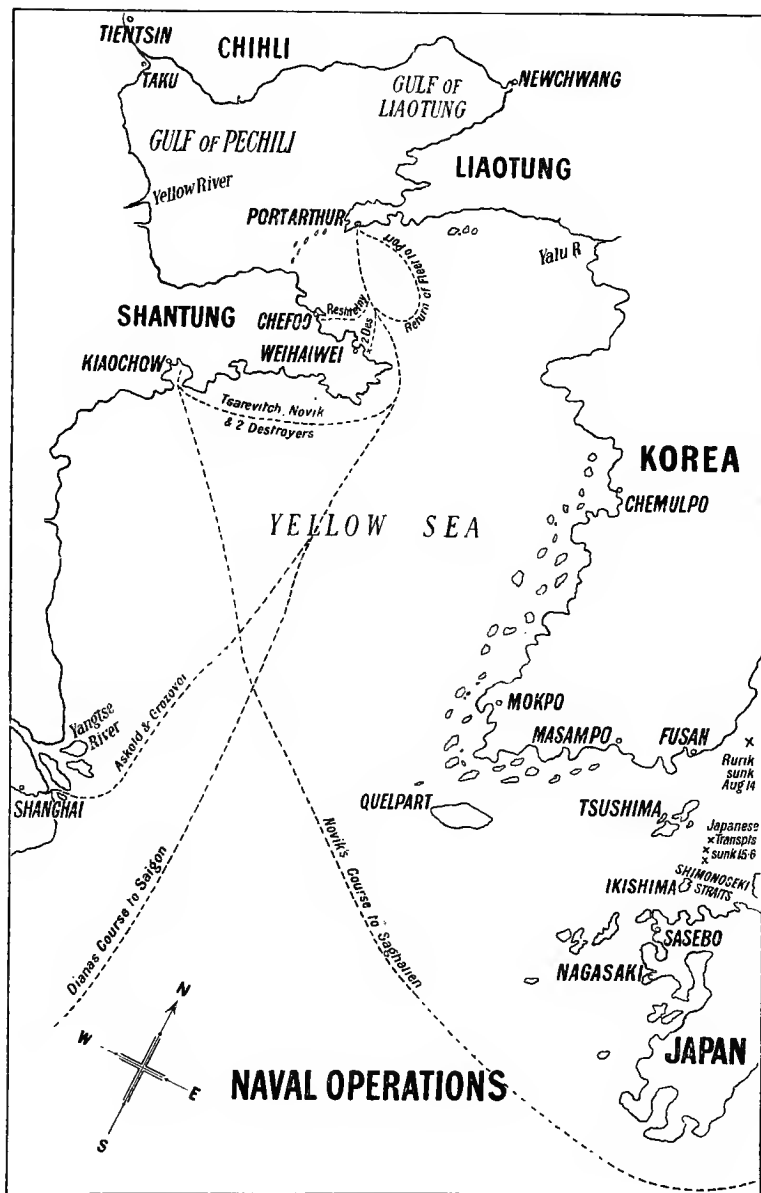 TIENTSIN
CHIHLI
TAKU
GULF OF
LIAOTUNG
NEWCHWANG
GULF OF PECHILI
LIAOTUNG
Yellow River
PORTARTHUR
Yalu R
Return of Fleet to Port
Reshitelny
2 Des
SHANTUNG
CHEFOO
WEIHAIWEI
KIAOCHOW
Tsarevitch, Novik
& 2 Destroyers
KOREA
CHEMULPO
YELLOW SEA
Askold & Grozovoi
Yangtse
River
SHANGHAI
MOKPO
MASAMPO
FUSAN
Rurik
sunk
Aug 14
QUELPART
TSUSHIMA
Japanese
Transpts
sunk 15·6
SHIMONOSEKI
STRAITS
IKISHIMA
SASEBO
NAGASAKI
Dianas Course to Saigon
Novik's Course to Saghalien
JAPAN
N
W
E
S
NAVAL OPERATIONS